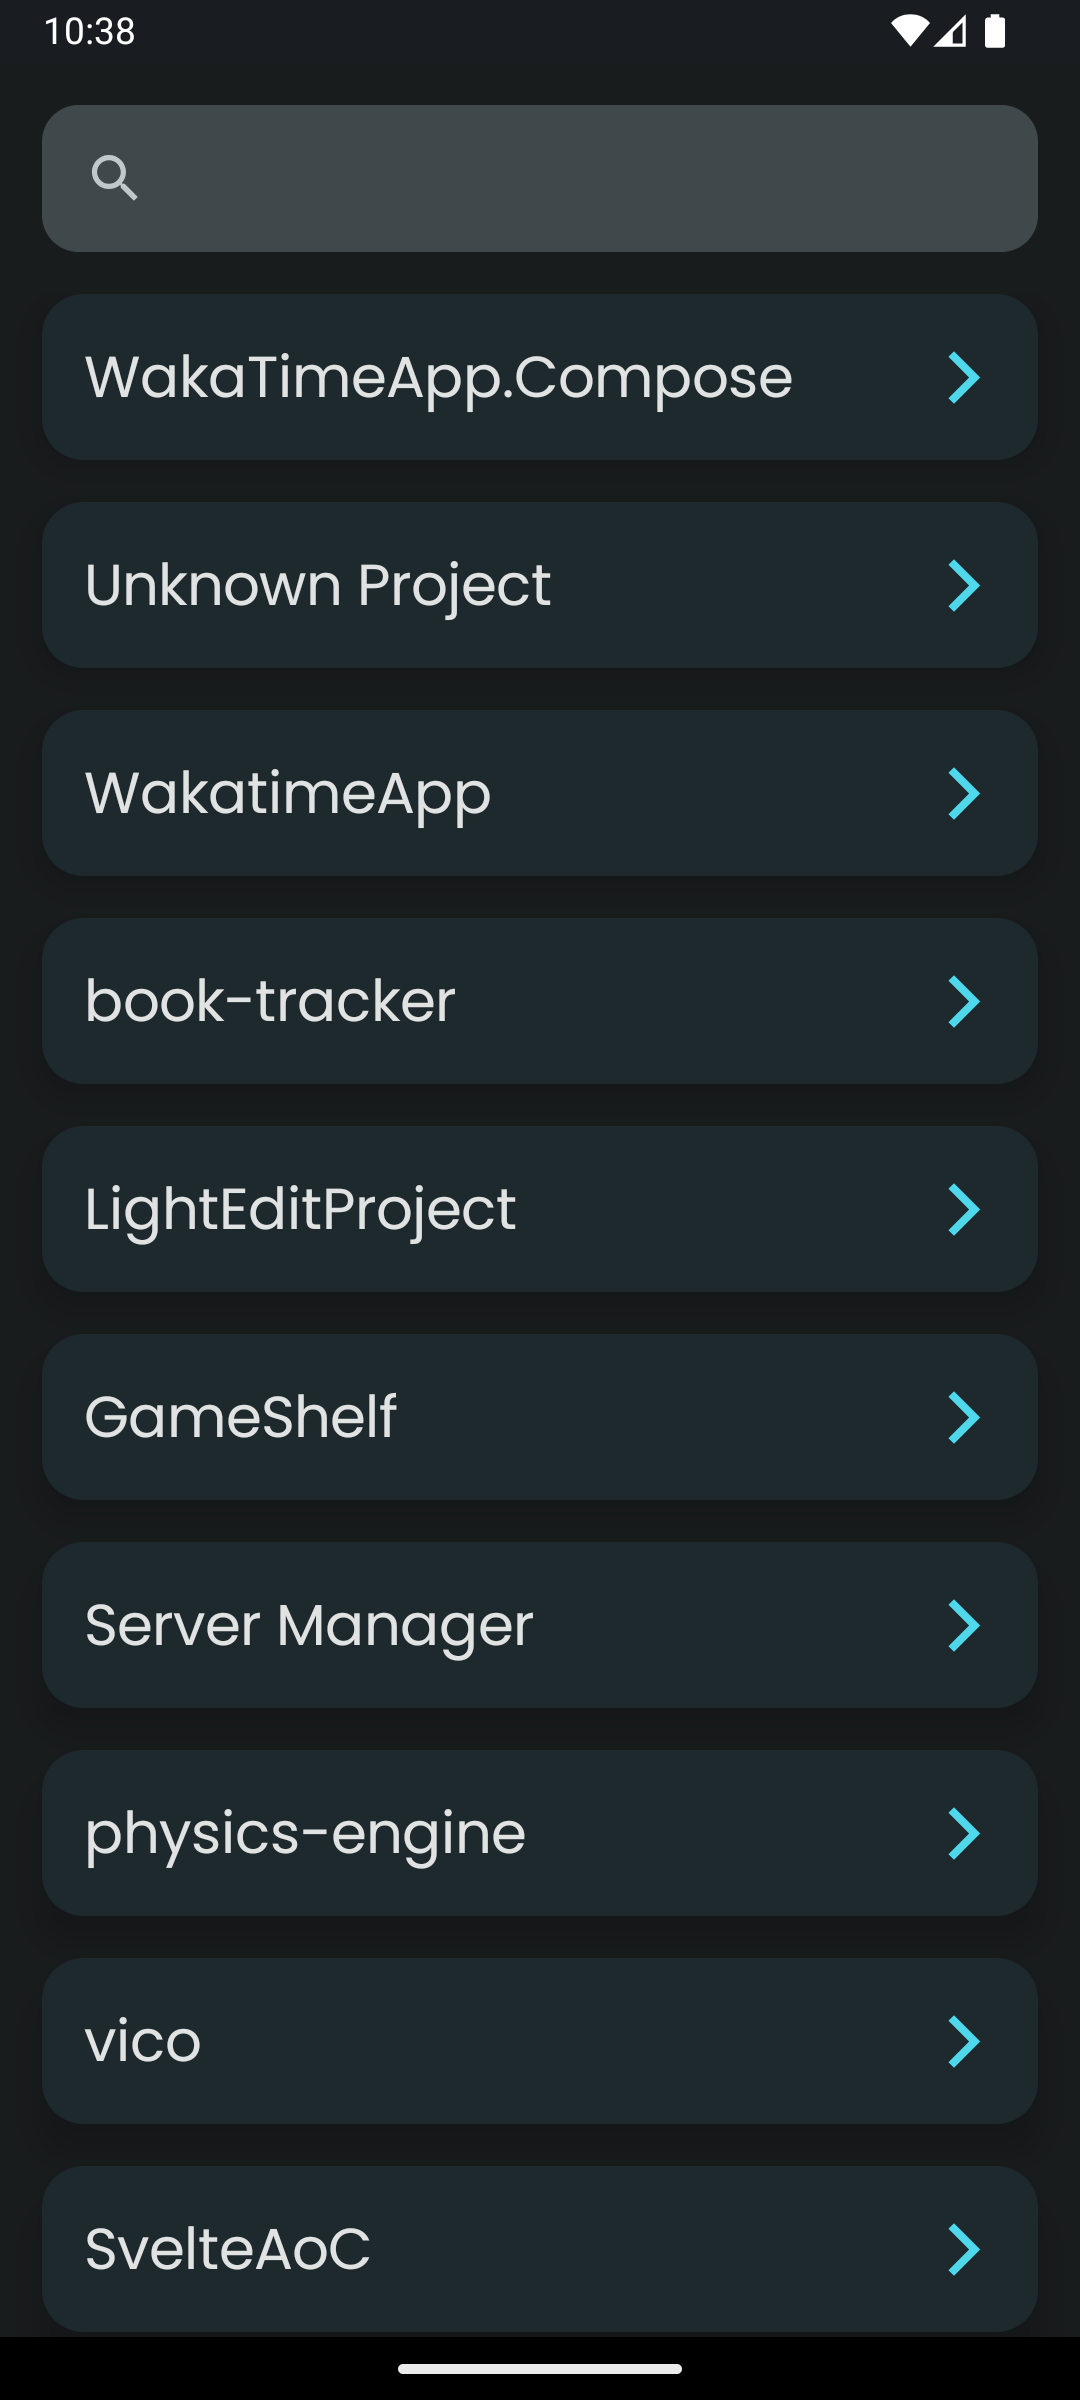 10:38
WakaTimeApp.Compose
Unknown Project
WakatimeApp
book-tracker
LightEditProject
GameShelf
Server Manager
physics-engine
vico
SvelteAoC